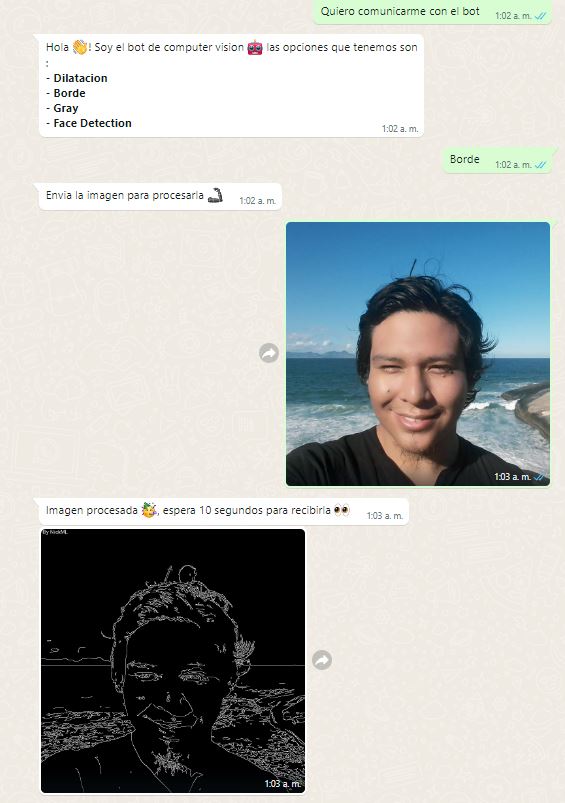 Quiero comunicarme con el bot 1:02 a. m.
Hola 👋! Soy el bot de computer vision 🤖 las opciones que tenemos son
:
- Dilatacion
- Borde
- Gray
- Face Detection
1:02 a. m.
Borde 1:02 a. m.
Envia la imagen para procesarla 🦾 1:02 a. m.
1:03 a. m.
Imagen procesada 🥳, espera 10 segundos para recibirla 👀 1:03 a. m.
By NickML
1:03 a. m.